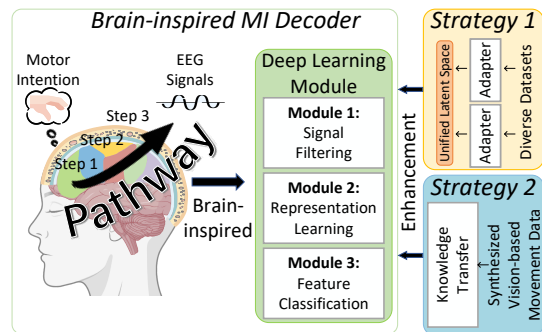 Brain-inspired MI Decoder
Motor
Intention
EEG
Signals
Step 3
Step 2
Step 1
Pathway
Brain-
inspired
Deep Learning
Module
Module 1:
Signal
Filtering
Module 2:
Representation
Learning
Module 3:
Feature
Classification
Enhancement
Strategy 1
Unified Latent Space
Adapter
Adapter
Diverse Datasets
Strategy 2
Knowledge
Transfer
Synthesized
Vision-based
Movement Data